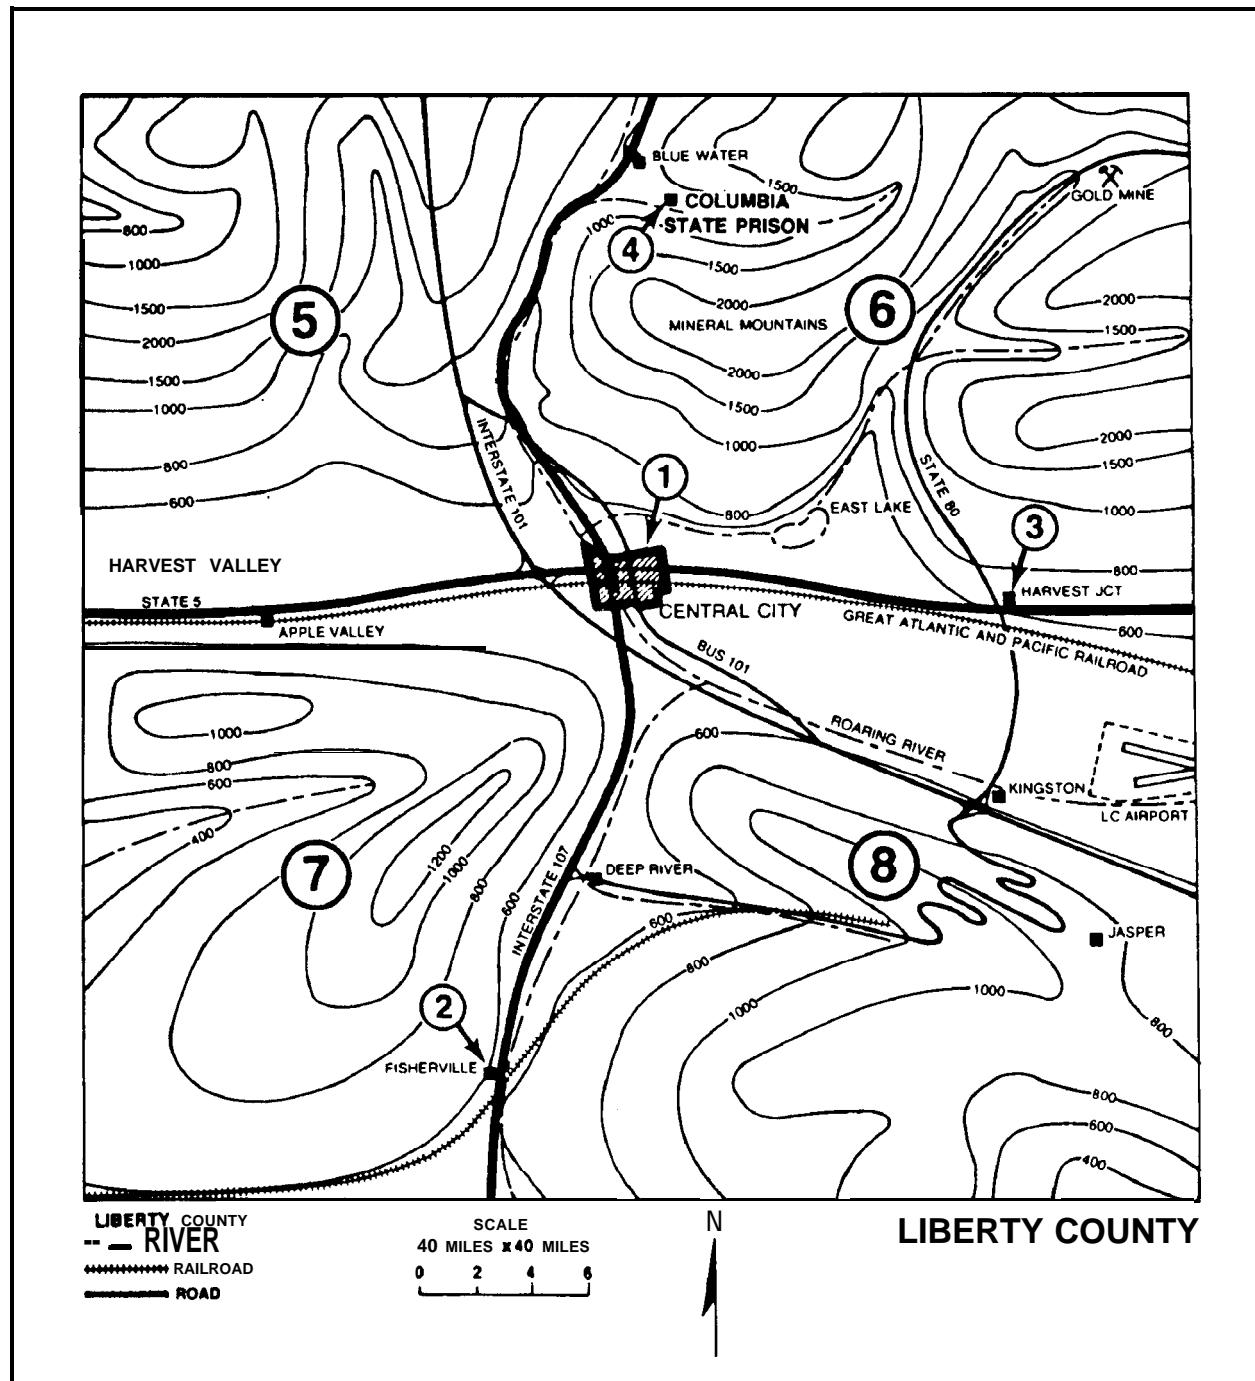 BLUE WATER
1500
COLUMBIA
STATE PRISON
GOLD MINE
4
1000
800
1000
1500
1500
2000
2000
1500
5
6
2000
MINERAL MOUNTAINS
1500
2000
1500
1000
2000
1500
1000
2000
1500
1000
INTERSTATE 101
STATE 80
800
600
1
EAST LAKE
800
3
800
HARVEST VALLEY
HARVEST JCT
STATE 5
APPLE VALLEY
CENTRAL CITY
GREAT ATLANTIC AND PACIFIC RAILROAD
600
BUS 101
1000
600
ROARING RIVER
800
600
KINGSTON
LC AIRPORT
400
7
1200
1000
800
600
INTERSTATE 107
DEEP RIVER
8
600
JASPER
800
1000
1000
800
2
FISHERVILLE
800
600
400
LIBERTY COUNTY
RIVER
RAILROAD
ROAD
SCALE
40 MILES x 40 MILES
0 2 4 6
N
LIBERTY COUNTY